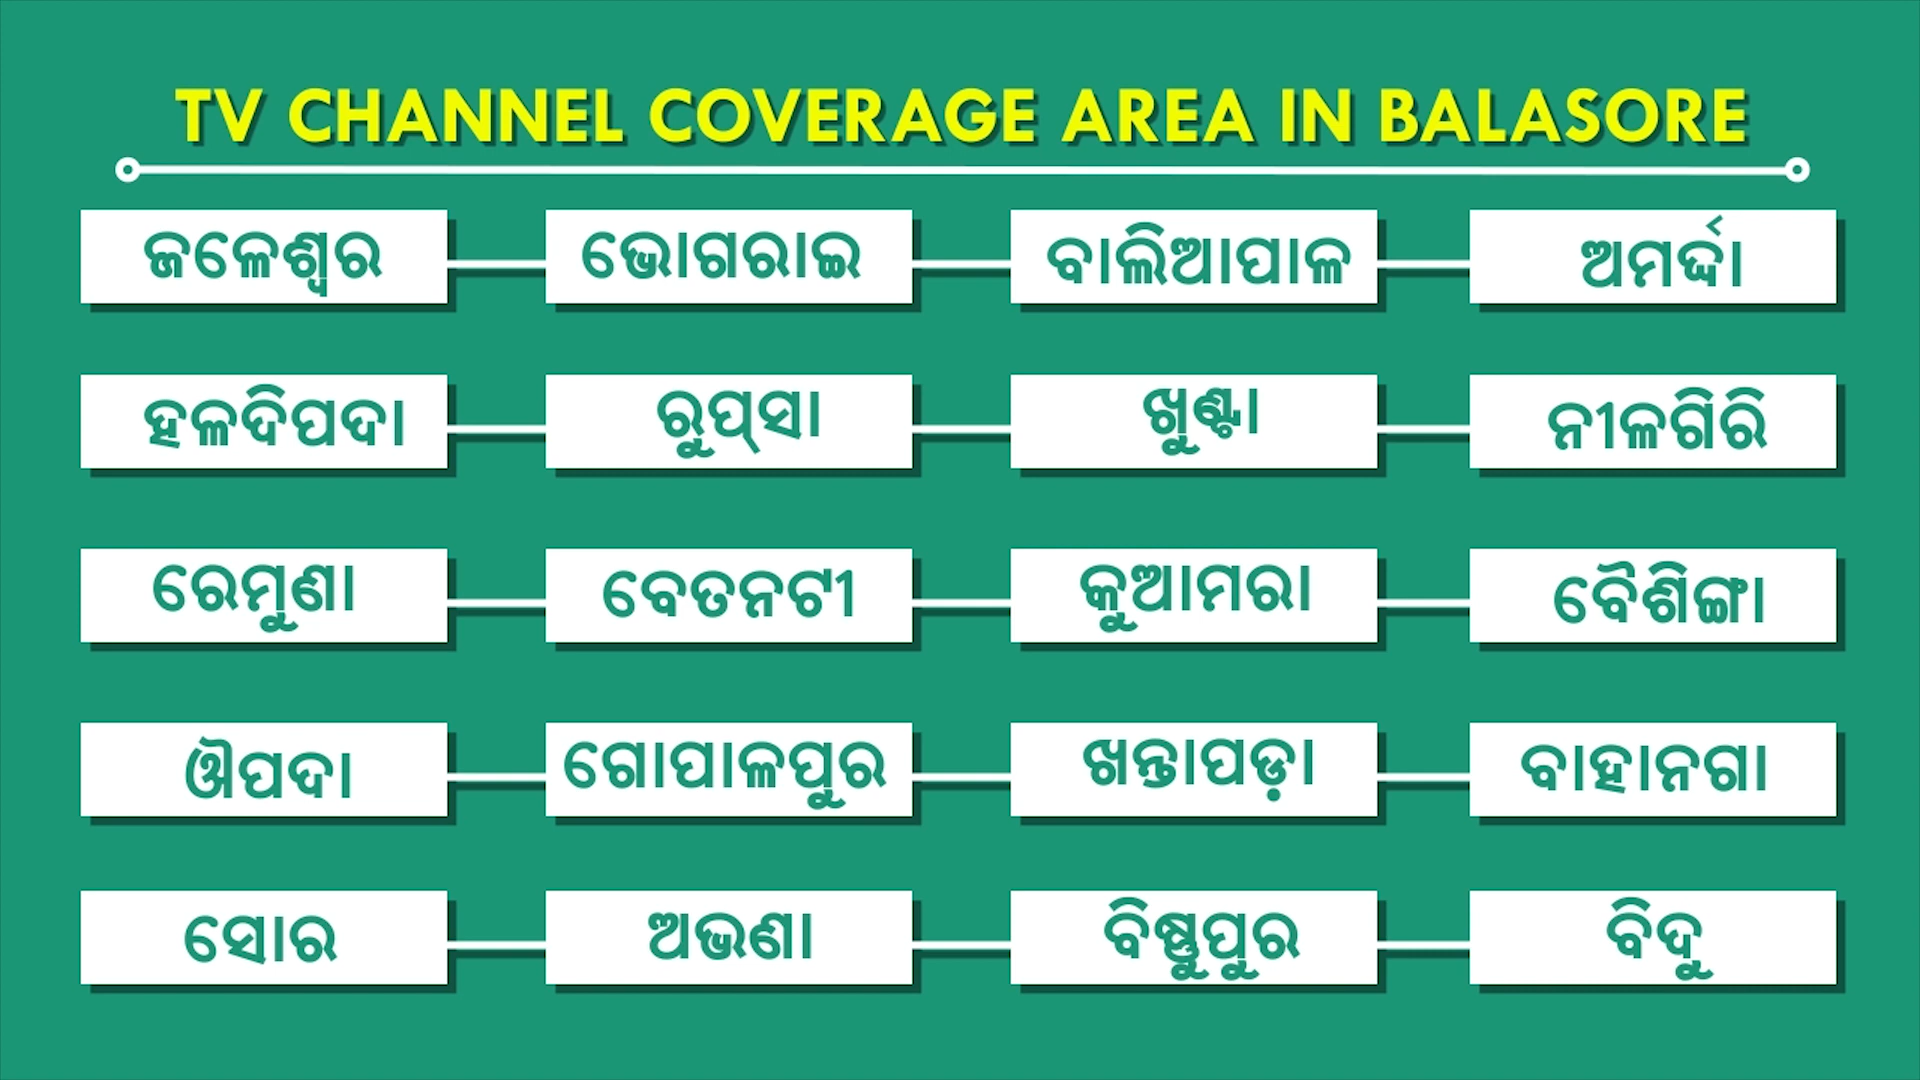 TV CHANNEL COVERAGE AREA IN BALASORE
ଜଳେଶ୍ୱର ଭୋଗରାଇ ବାଲିଆପାଳ ଅମର୍ଦ୍ଦା
ହଳଦିପଦା ରୁପ୍‌ସା ଖୁଣ୍ଟା ନୀଳଗିରି
ରେମୁଣା ବେତନଟୀ କୁଆମରା ବୈଶିଙ୍ଗା
ଔପଦା ଗୋପାଳପୁର ଖନ୍ତାପଡ଼ା ବାହାନଗା
ସୋର ଅଭଣା ବିଷ୍ଣୁପୁର ବିଦୁ